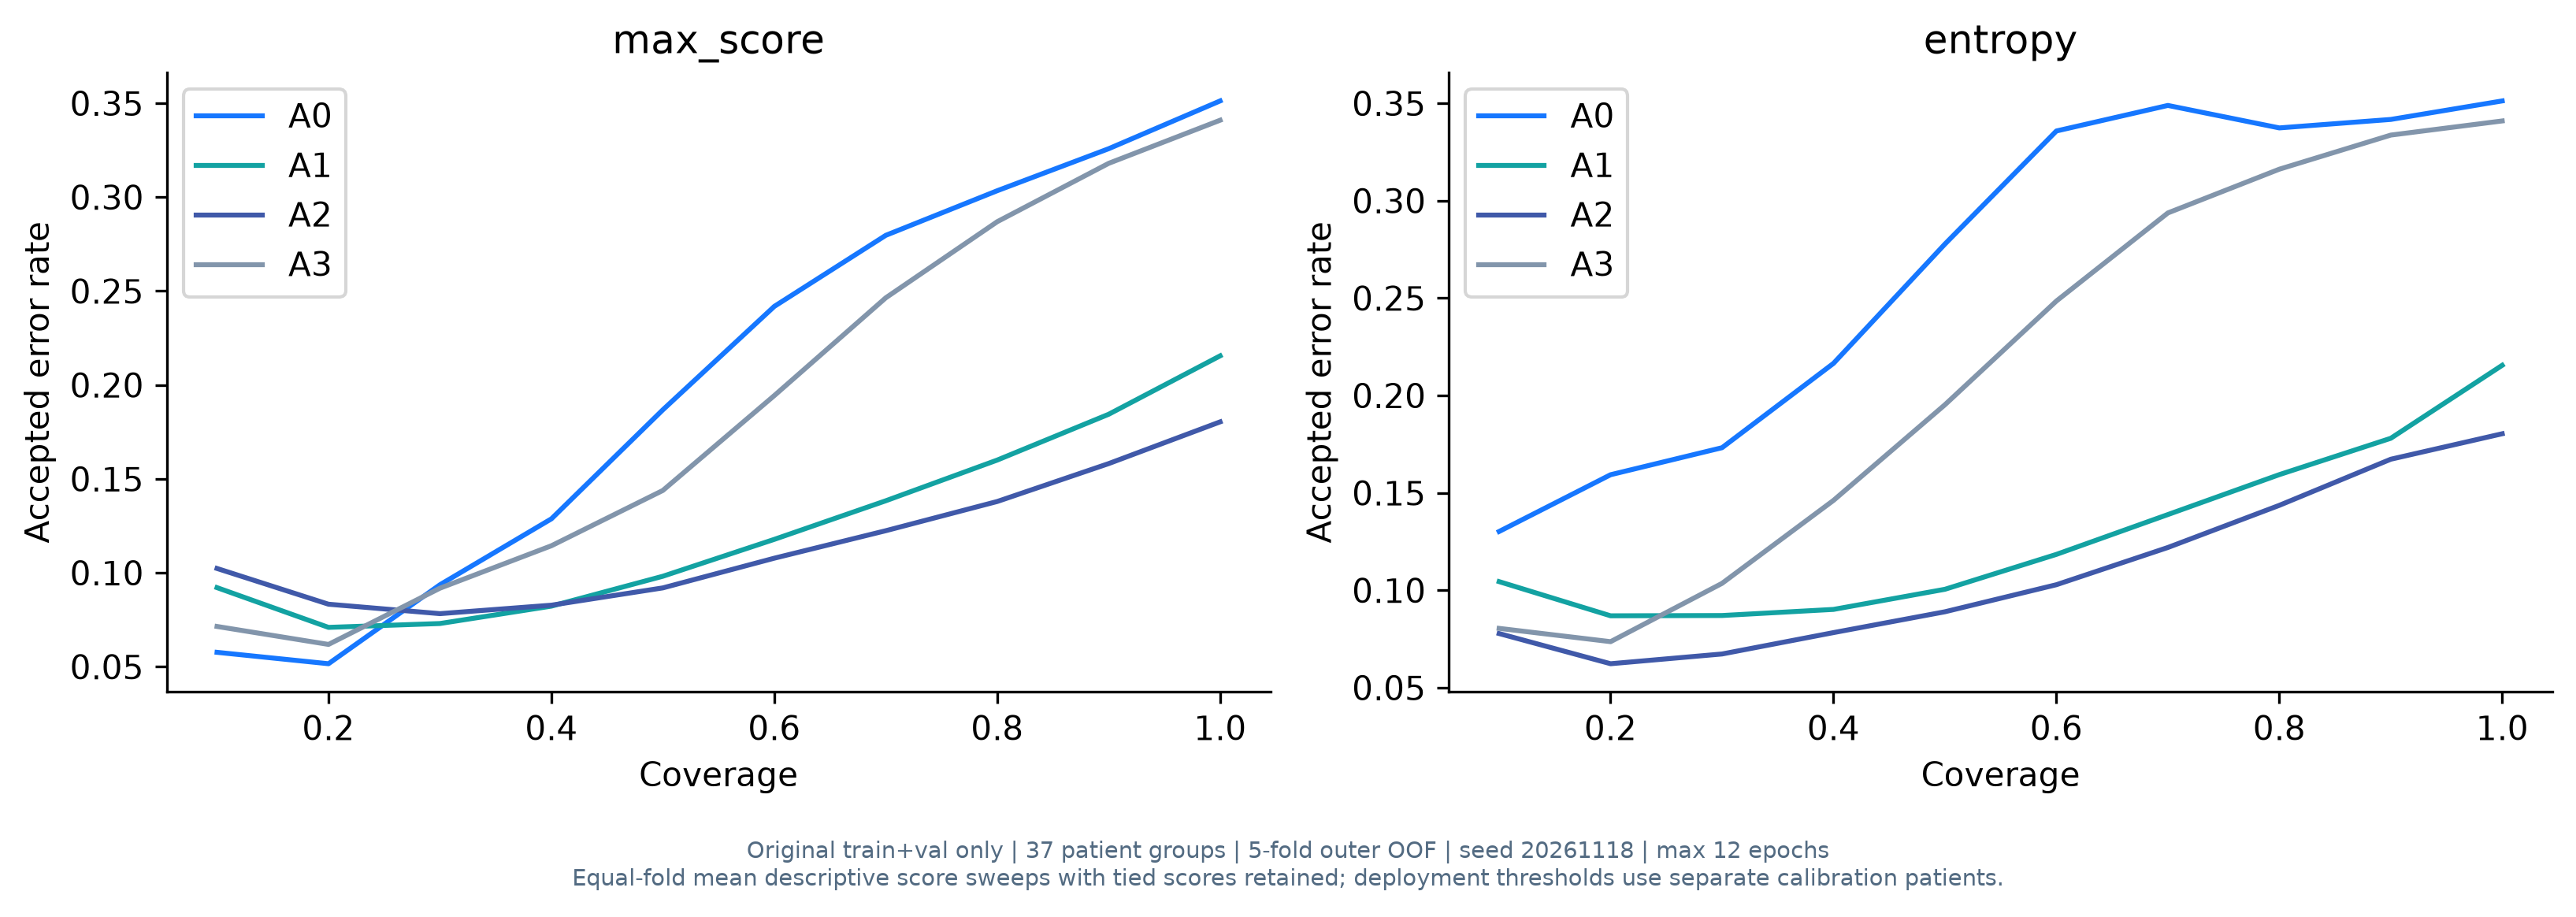 max_score
0.35
0.30
0.25
0.20
0.15
0.10
0.05
Accepted error rate
A0
A1
A2
A3
0.2 0.4 0.6 0.8 1.0
Coverage
entropy
0.35
0.30
0.25
0.20
0.15
0.10
0.05
Accepted error rate
A0
A1
A2
A3
0.2 0.4 0.6 0.8 1.0
Coverage
Original train+val only | 37 patient groups | 5-fold outer OOF | seed 20261118 | max 12 epochs
Equal-fold mean descriptive score sweeps with tied scores retained; deployment thresholds use separate calibration patients.